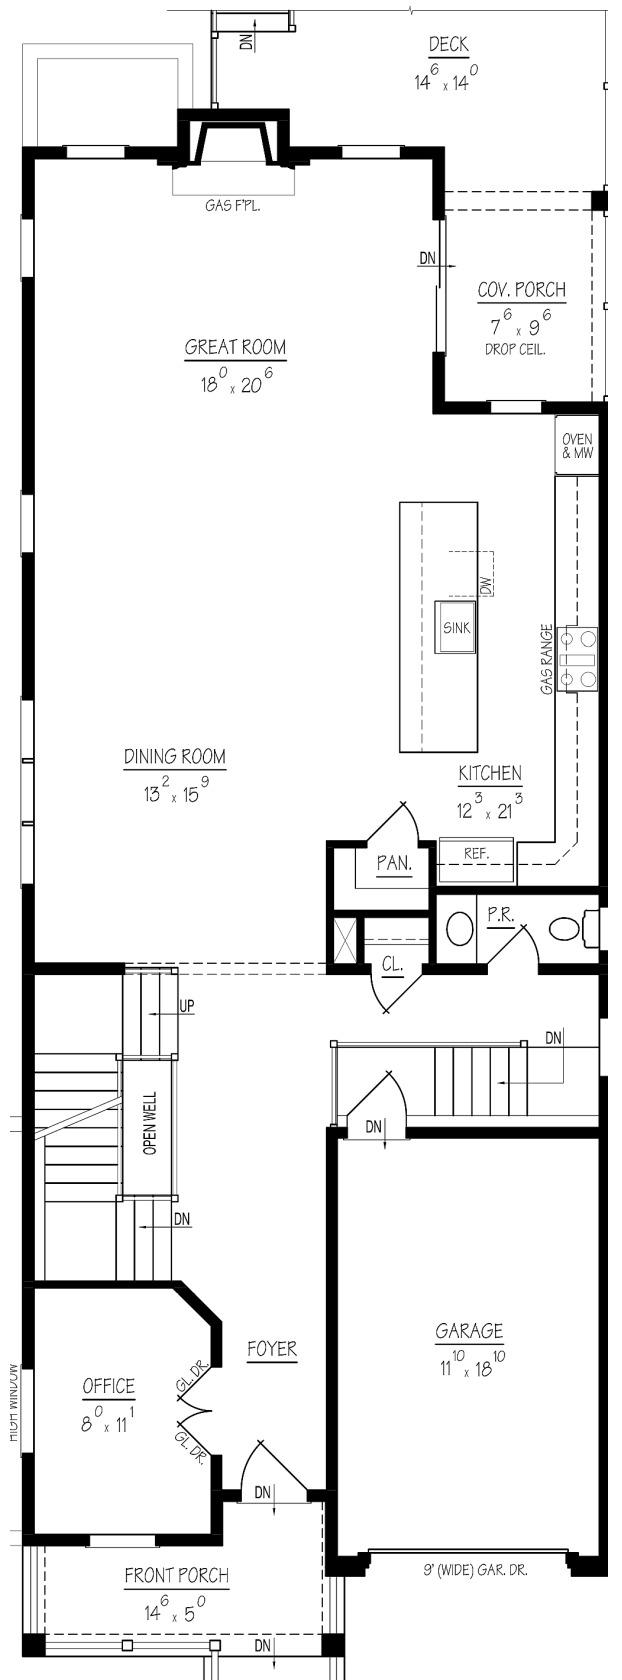 DN
DECK
14⁶ x 14⁰
GAS F'PL.
DN
COV. PORCH
7⁶ x 9⁶
DROP CEIL.
GREAT ROOM
18⁰ x 20⁶
OVEN
& MW
DW
SINK
GAS RANGE
DINING ROOM
13² x 15⁹
KITCHEN
12³ x 21³
PAN.
REF.
P.R.
CL.
UP
DN
OPEN WELL
DN
DN
FOYER
GARAGE
11¹⁰ x 18¹⁰
OFFICE
8⁰ x 11¹
GL. DR.
GL. DR.
HIGH WINDOW
DN
9' (WIDE) GAR. DR.
FRONT PORCH
14⁶ x 5⁰
DN